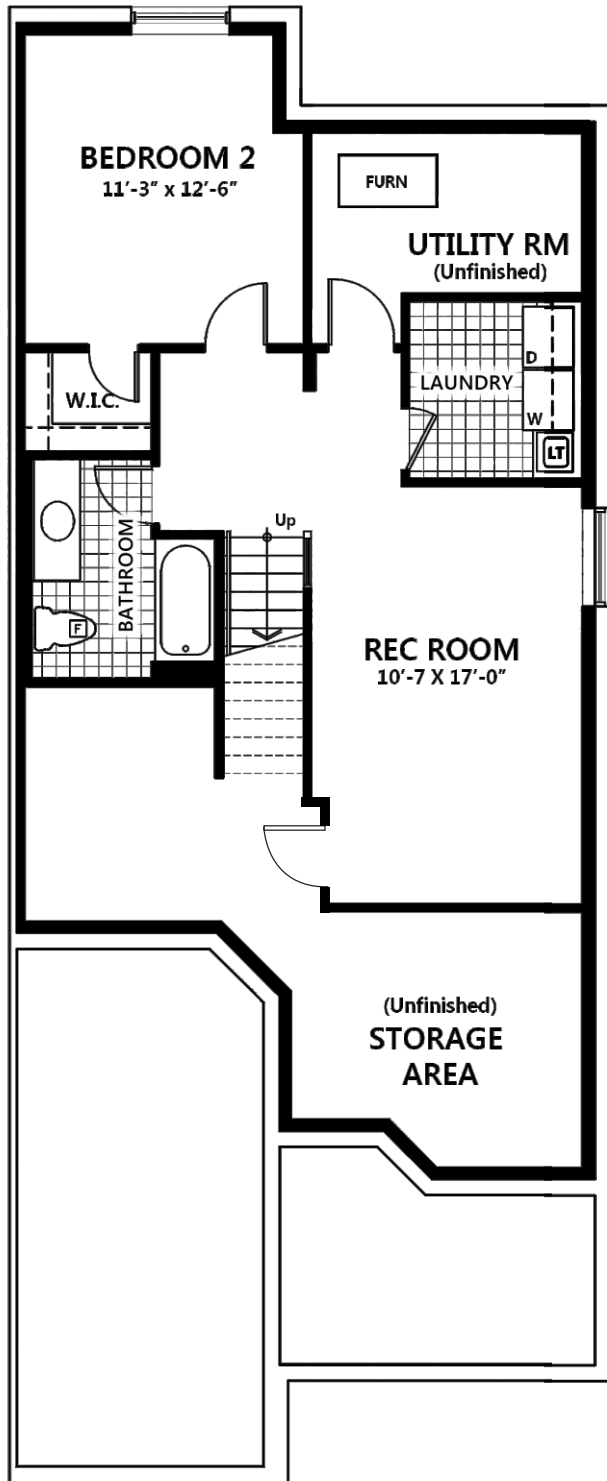 BEDROOM 2
11'-3" x 12'-6"
FURN
UTILITY RM
(Unfinished)
D
LAUNDRY
W.I.C.
W
LT
Up
BATHROOM
F
REC ROOM
10'-7 X 17'-0"
(Unfinished)
STORAGE
AREA